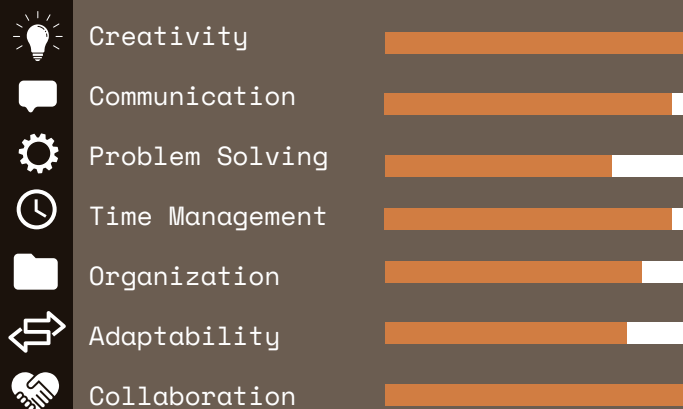 Creativity
Communication
Problem Solving
Time Management
Organization
Adaptability
Collaboration